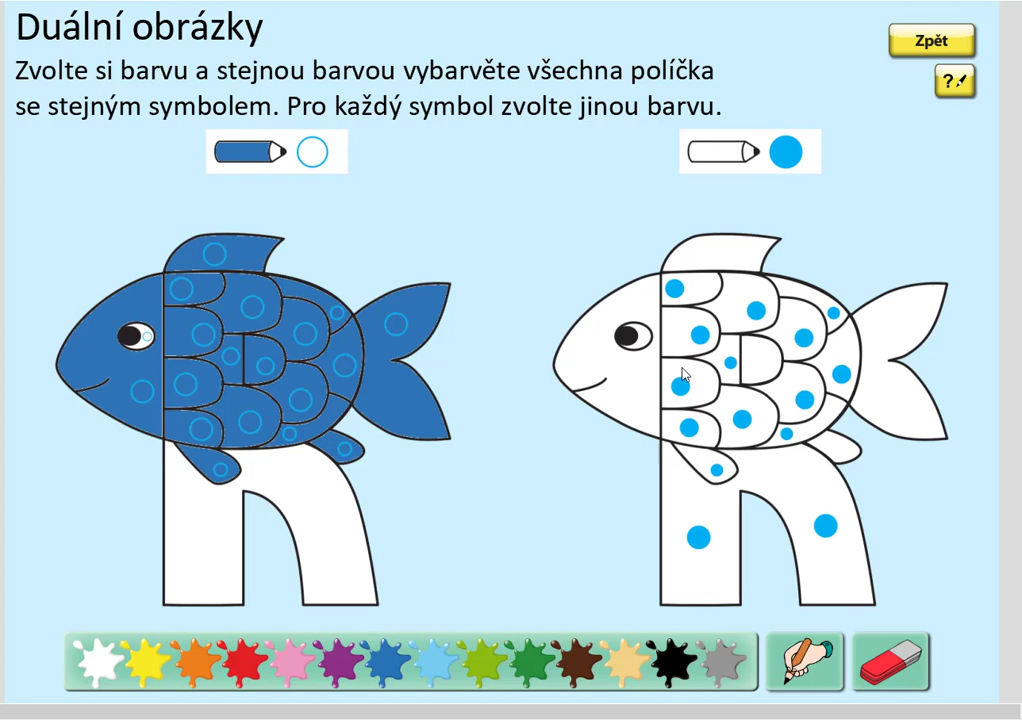 Duální obrázky
Zvolte si barvu a stejnou barvou vybarvěte všechna políčka
se stejným symbolem. Pro každý symbol zvolte jinou barvu.
Zpět
?